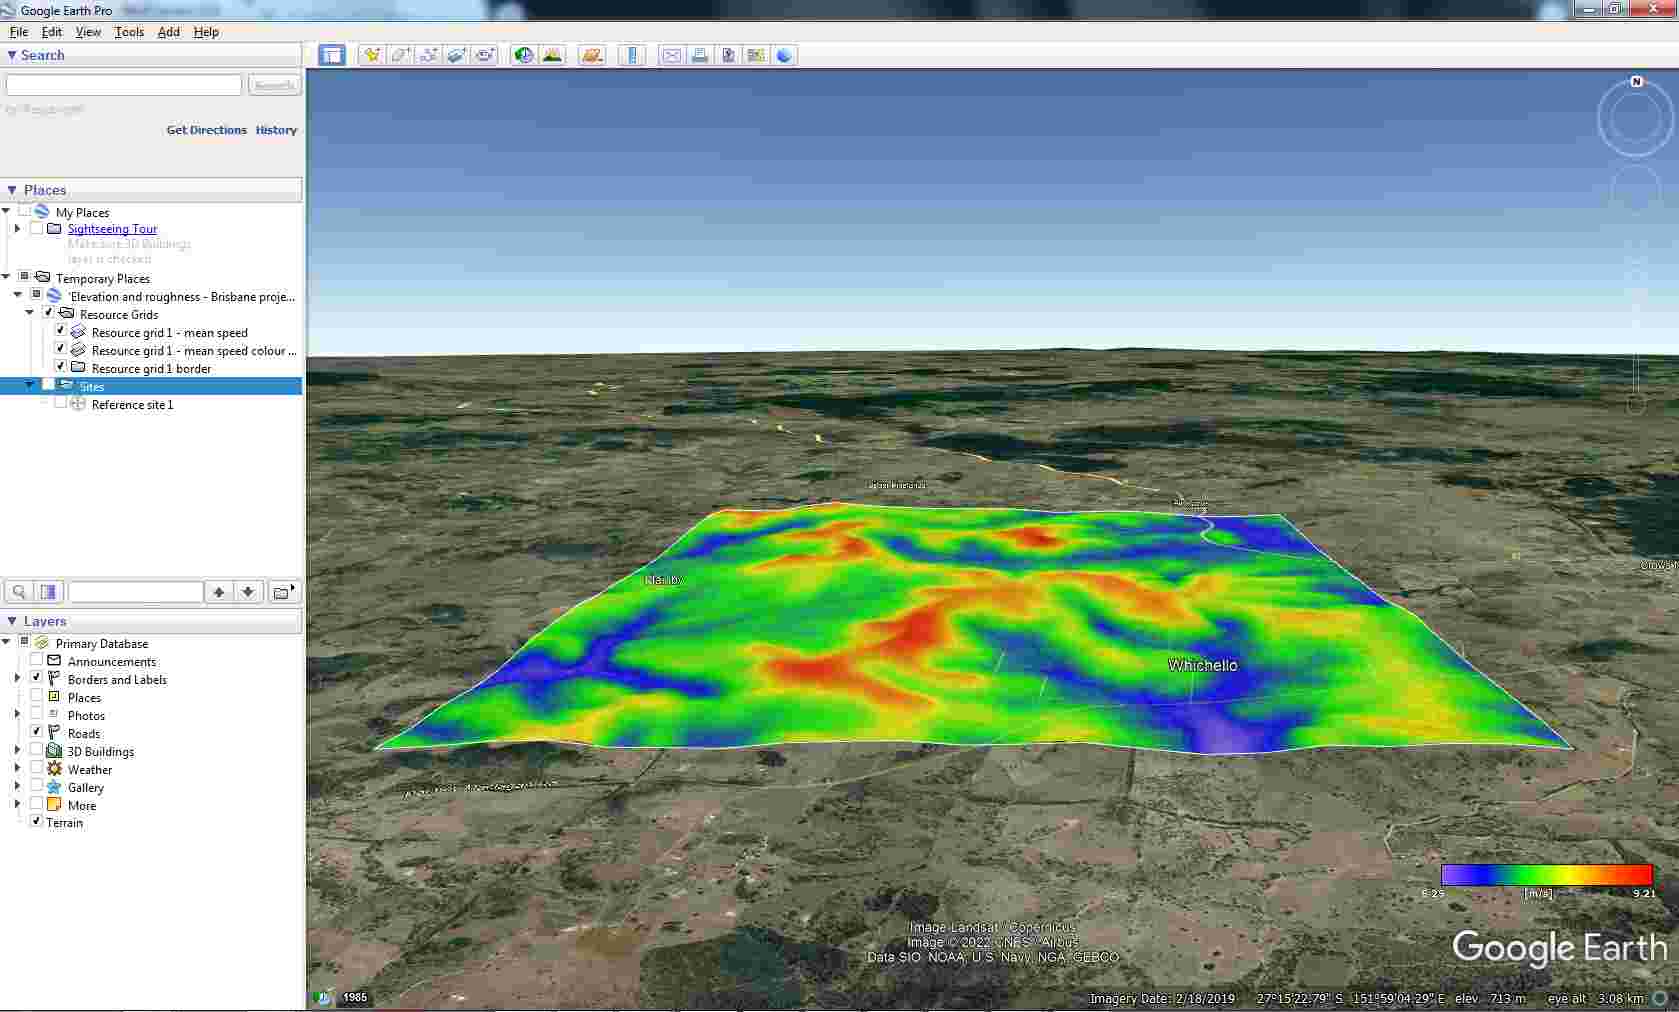 Google Earth Pro
File Edit View Tools Add Help
Search
Search
Get Directions History
Places
My Places
Sightseeing Tour
Make sure 3D Buildings
layer is checked
Temporary Places
'Elevation and roughness - Brisbane proje...
Resource Grids
Resource grid 1 - mean speed
Resource grid 1 - mean speed colour ...
Resource grid 1 border
Sites
Reference site 1
Layers
Primary Database
Announcements
Borders and Labels
Places
Photos
Roads
3D Buildings
Weather
Gallery
More
Terrain
N
Whichello
6.25 [m/s] 9.21
Image Landsat / Copernicus
Image © 2022 CNES / Airbus
Data SIO, NOAA, U.S. Navy, NGA, GEBCO
Google Earth
1985
Imagery Date: 2/18/2019 27°15'22.79" S 151°59'04.29" E elev 713 m eye alt 3.08 km